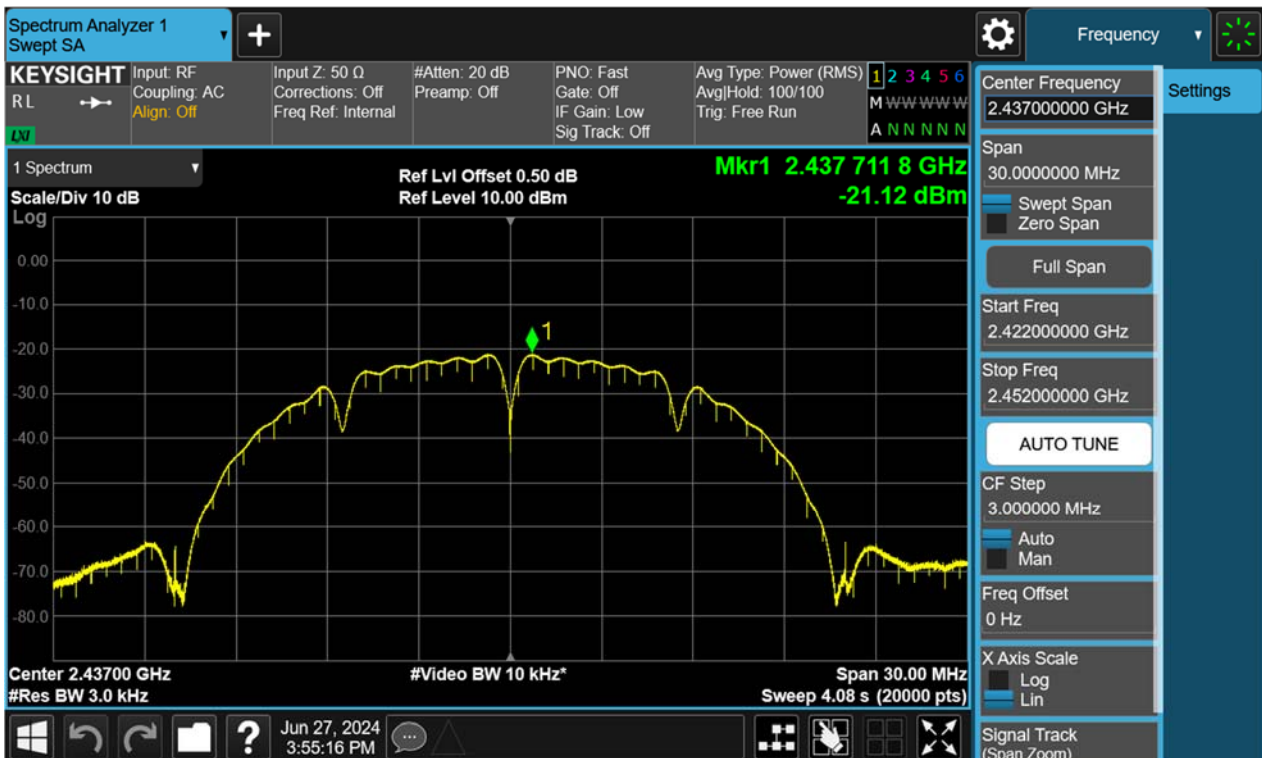 Spectrum Analyzer 1
Swept SA
+
Frequency
KEYSIGHT
R L
LXI
Input: RF
Coupling: AC
Align: Off
Input Z: 50 Ω
Corrections: Off
Freq Ref: Internal
#Atten: 20 dB
Preamp: Off
PNO: Fast
Gate: Off
IF Gain: Low
Sig Track: Off
Avg Type: Power (RMS)
Avg|Hold: 100/100
Trig: Free Run
1 2 3 4 5 6
M W W W W W
A N N N N N
1 Spectrum
Scale/Div 10 dB
Ref Lvl Offset 0.50 dB
Ref Level 10.00 dBm
Mkr1 2.437 711 8 GHz
-21.12 dBm
Log
0.00
-10.0
-20.0
-30.0
-40.0
-50.0
-60.0
-70.0
-80.0
1
Center 2.43700 GHz
#Res BW 3.0 kHz
#Video BW 10 kHz*
Span 30.00 MHz
Sweep 4.08 s (20000 pts)
Center Frequency
2.437000000 GHz
Settings
Span
30.0000000 MHz
Swept Span
Zero Span
Full Span
Start Freq
2.422000000 GHz
Stop Freq
2.452000000 GHz
AUTO TUNE
CF Step
3.000000 MHz
Auto
Man
Freq Offset
0 Hz
X Axis Scale
Log
Lin
Signal Track
(Span Zoom)
?
Jun 27, 2024
3:55:16 PM